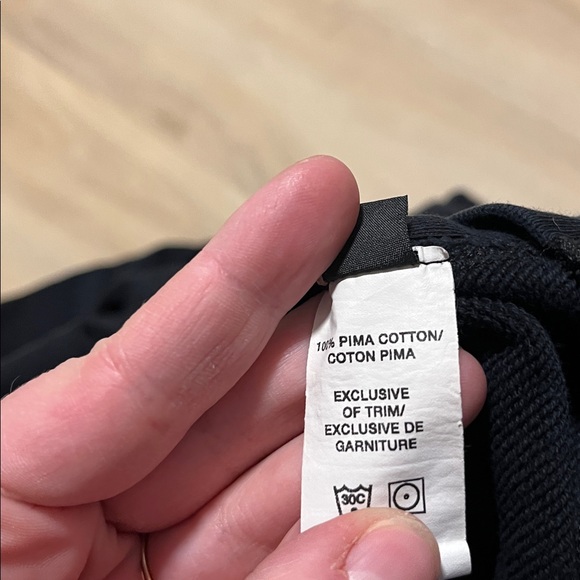 100% PIMA COTTON/
COTON PIMA
EXCLUSIVE
OF TRIM/
EXCLUSIVE DE
GARNITURE
30C